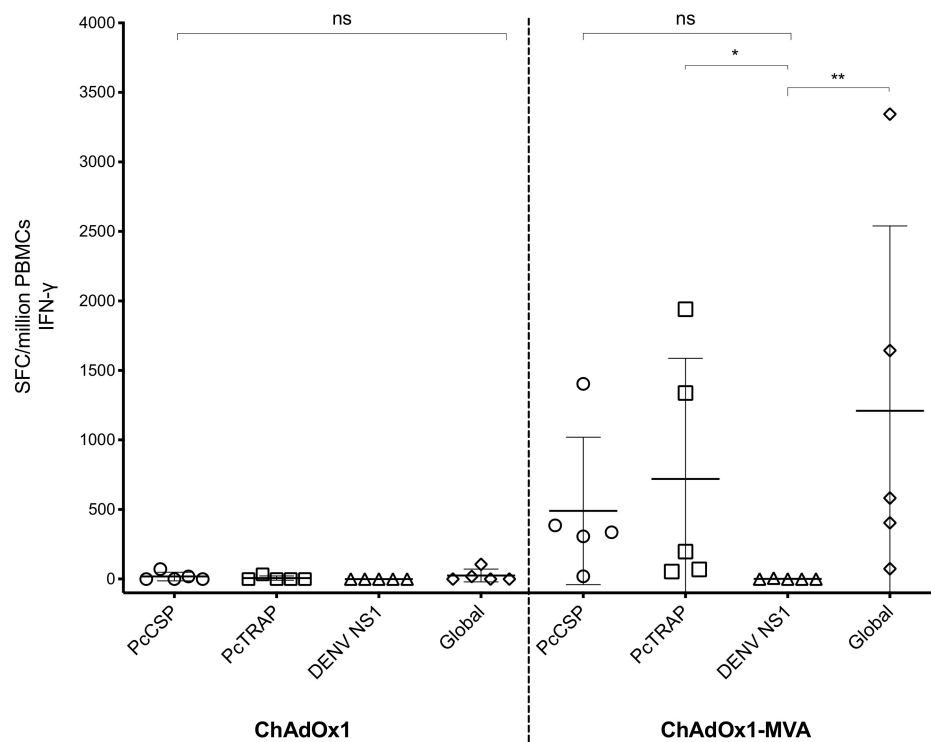 4000
3500
3000
2500
2000
1500
1000
500
0
SFC/million PBMCs
IFN-γ
ns
ns
*
**
PcCSP
PcTRAP
DENV NS1
Global
PcCSP
PcTRAP
DENV NS1
Global
ChAdOx1
ChAdOx1-MVA